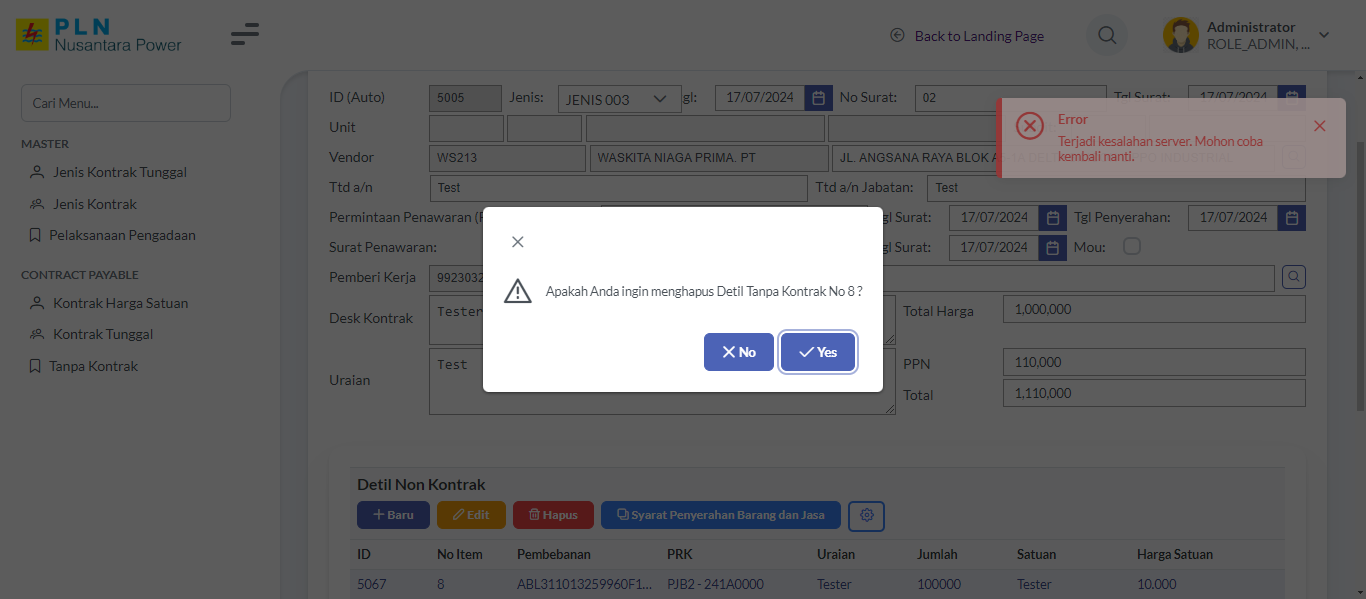 PLN
Nusantara Power
Back to Landing Page
Administrator
ROLE_ADMIN, ...
Cari Menu...
MASTER
Jenis Kontrak Tunggal
Jenis Kontrak
Pelaksanaan Pengadaan
CONTRACT PAYABLE
Kontrak Harga Satuan
Kontrak Tunggal
Tanpa Kontrak
ID (Auto) 5005 Jenis: JENIS 003 gl: 17/07/2024 No Surat: 02 Tgl Surat: 17/07/2024
Unit
Vendor WS213 WASKITA NIAGA PRIMA. PT JL. ANGSANA RAYA BLOK A
Ttd a/n Test Ttd a/n Jabatan: Test
Permintaan Penawaran gl Surat: 17/07/2024 Tgl Penyerahan: 17/07/2024
Surat Penawaran: gl Surat: 17/07/2024 Mou:
Pemberi Kerja 9923032
Desk Kontrak Tester Total Harga 1,000,000
Uraian Test PPN 110,000
Total 1,110,000
Error
Terjadi kesalahan server. Mohon coba
kembali nanti.
Apakah Anda ingin menghapus Detil Tanpa Kontrak No 8 ?
No Yes
Detil Non Kontrak
Baru Edit Hapus Syarat Penyerahan Barang dan Jasa
ID No Item Pembebanan PRK Uraian Jumlah Satuan Harga Satuan
5067 8 ABL311013259960F1... PJB2 - 241A0000 Tester 100000 Tester 10.000